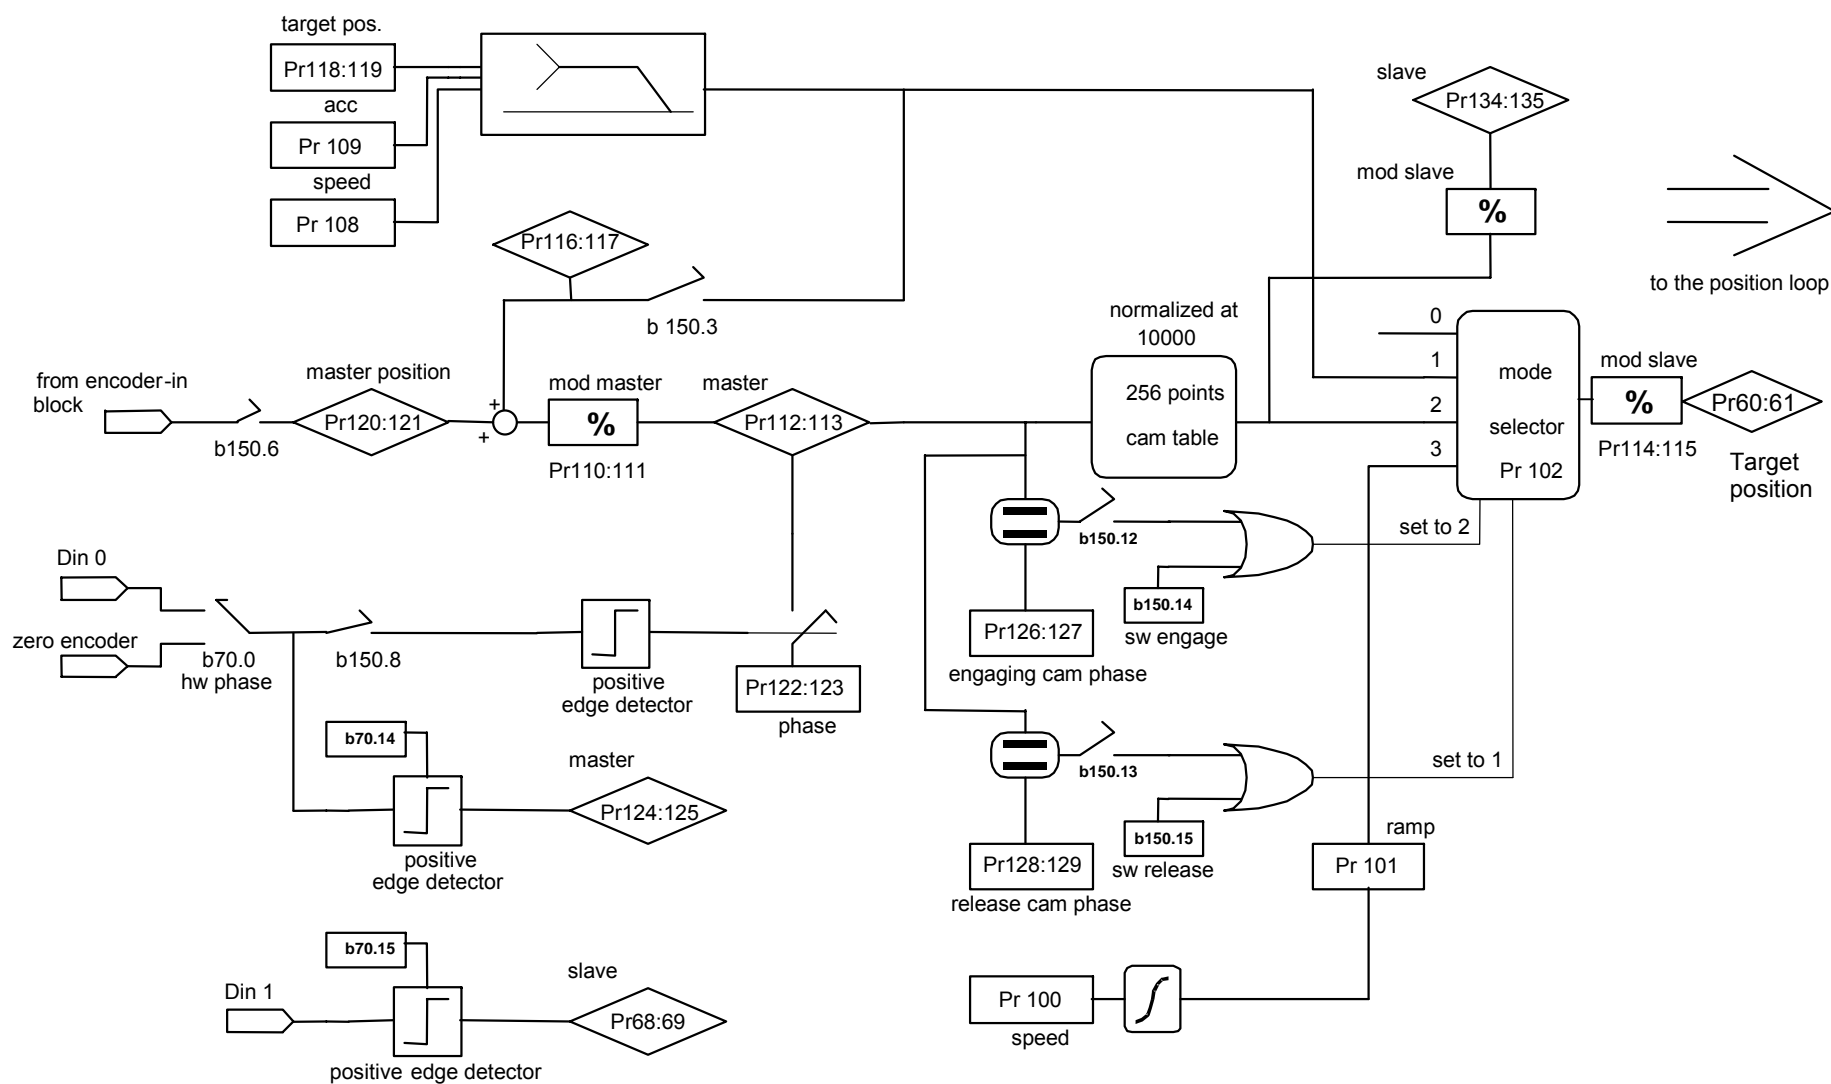 target pos.
Pr118:119
acc
Pr 109
speed
Pr 108
Pr116:117
b 150.3
slave
Pr134:135
mod slave
%
to the position loop
from encoder-in
block
b150.6
master position
Pr120:121
+
+
mod master
%
Pr110:111
master
Pr112:113
normalized at
10000
256 points
cam table
0
1
2
3
mode
selector
Pr 102
mod slave
%
Pr114:115
Pr60:61
Target
position
Din 0
zero encoder
b70.0
hw phase
b150.8
positive
edge detector
Pr122:123
phase
b150.12
b150.14
sw engage
set to 2
Pr126:127
engaging cam phase
b70.14
positive
edge detector
master
Pr124:125
b150.13
b150.15
sw release
set to 1
Pr128:129
release cam phase
ramp
Pr 101
b70.15
Din 1
positive edge detector
slave
Pr68:69
Pr 100
speed